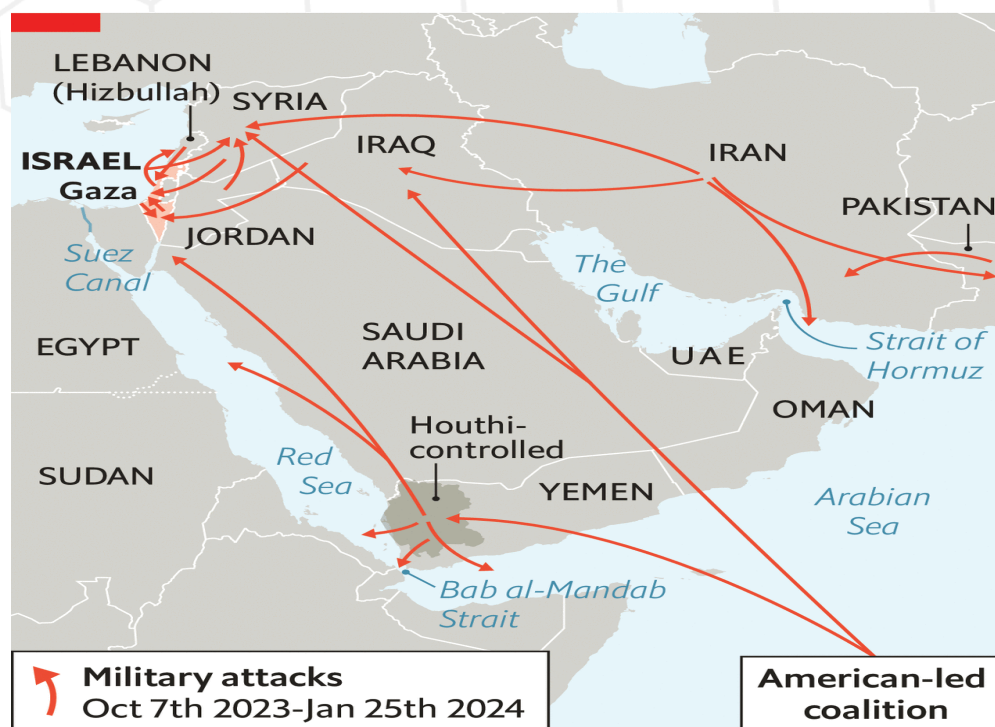 LEBANON
(Hizbullah)
SYRIA
ISRAEL
Gaza
IRAQ
IRAN
PAKISTAN
JORDAN
Suez
Canal
The
Gulf
EGYPT
SAUDI
ARABIA
UAE
Strait of
Hormuz
OMAN
Houthi-
controlled
SUDAN
Red
Sea
YEMEN
Arabian
Sea
Bab al-Mandab
Strait
Military attacks
Oct 7th 2023-Jan 25th 2024
American-led
coalition